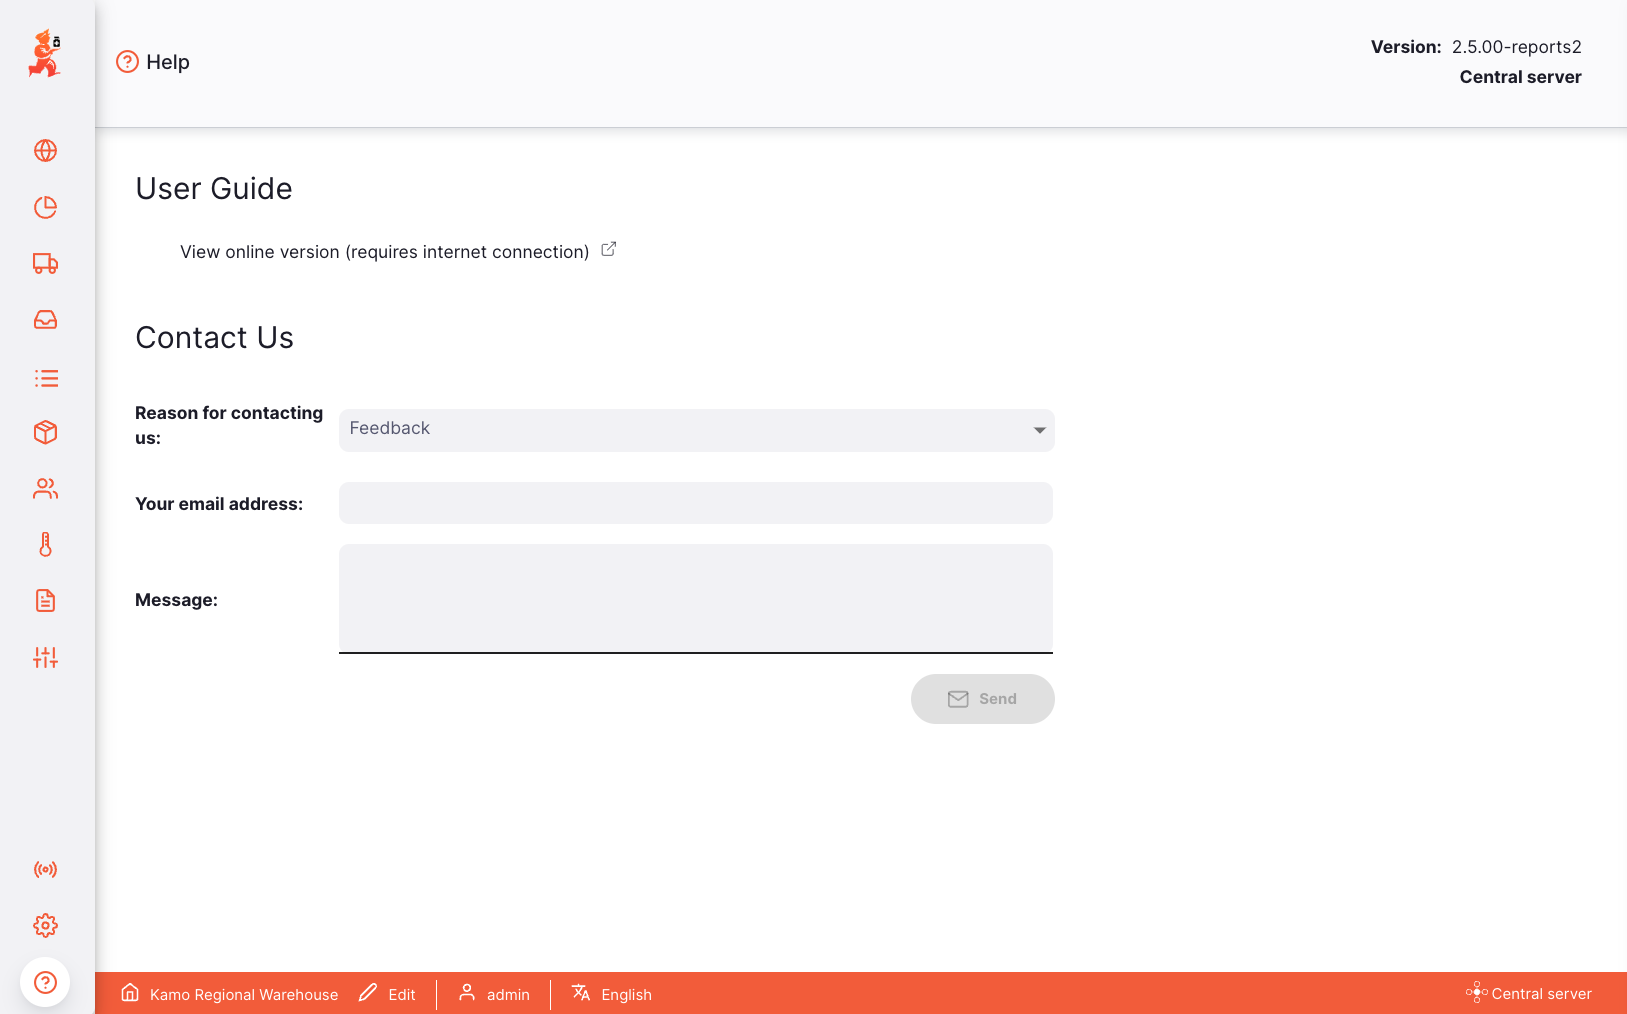 Help
Version: 2.5.00-reports2
Central server
User Guide
View online version (requires internet connection)
Contact Us
Reason for contacting
us:
Feedback
Your email address:
Message:
Send
Kamo Regional Warehouse Edit admin English Central server